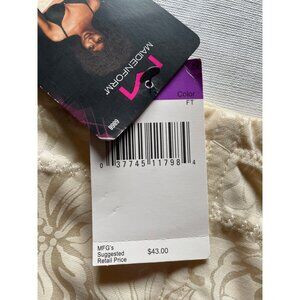 MAIDENFORM®
Color
FT
0 37745 11798 4
MFG's
Suggested
Retail Price
$43.00